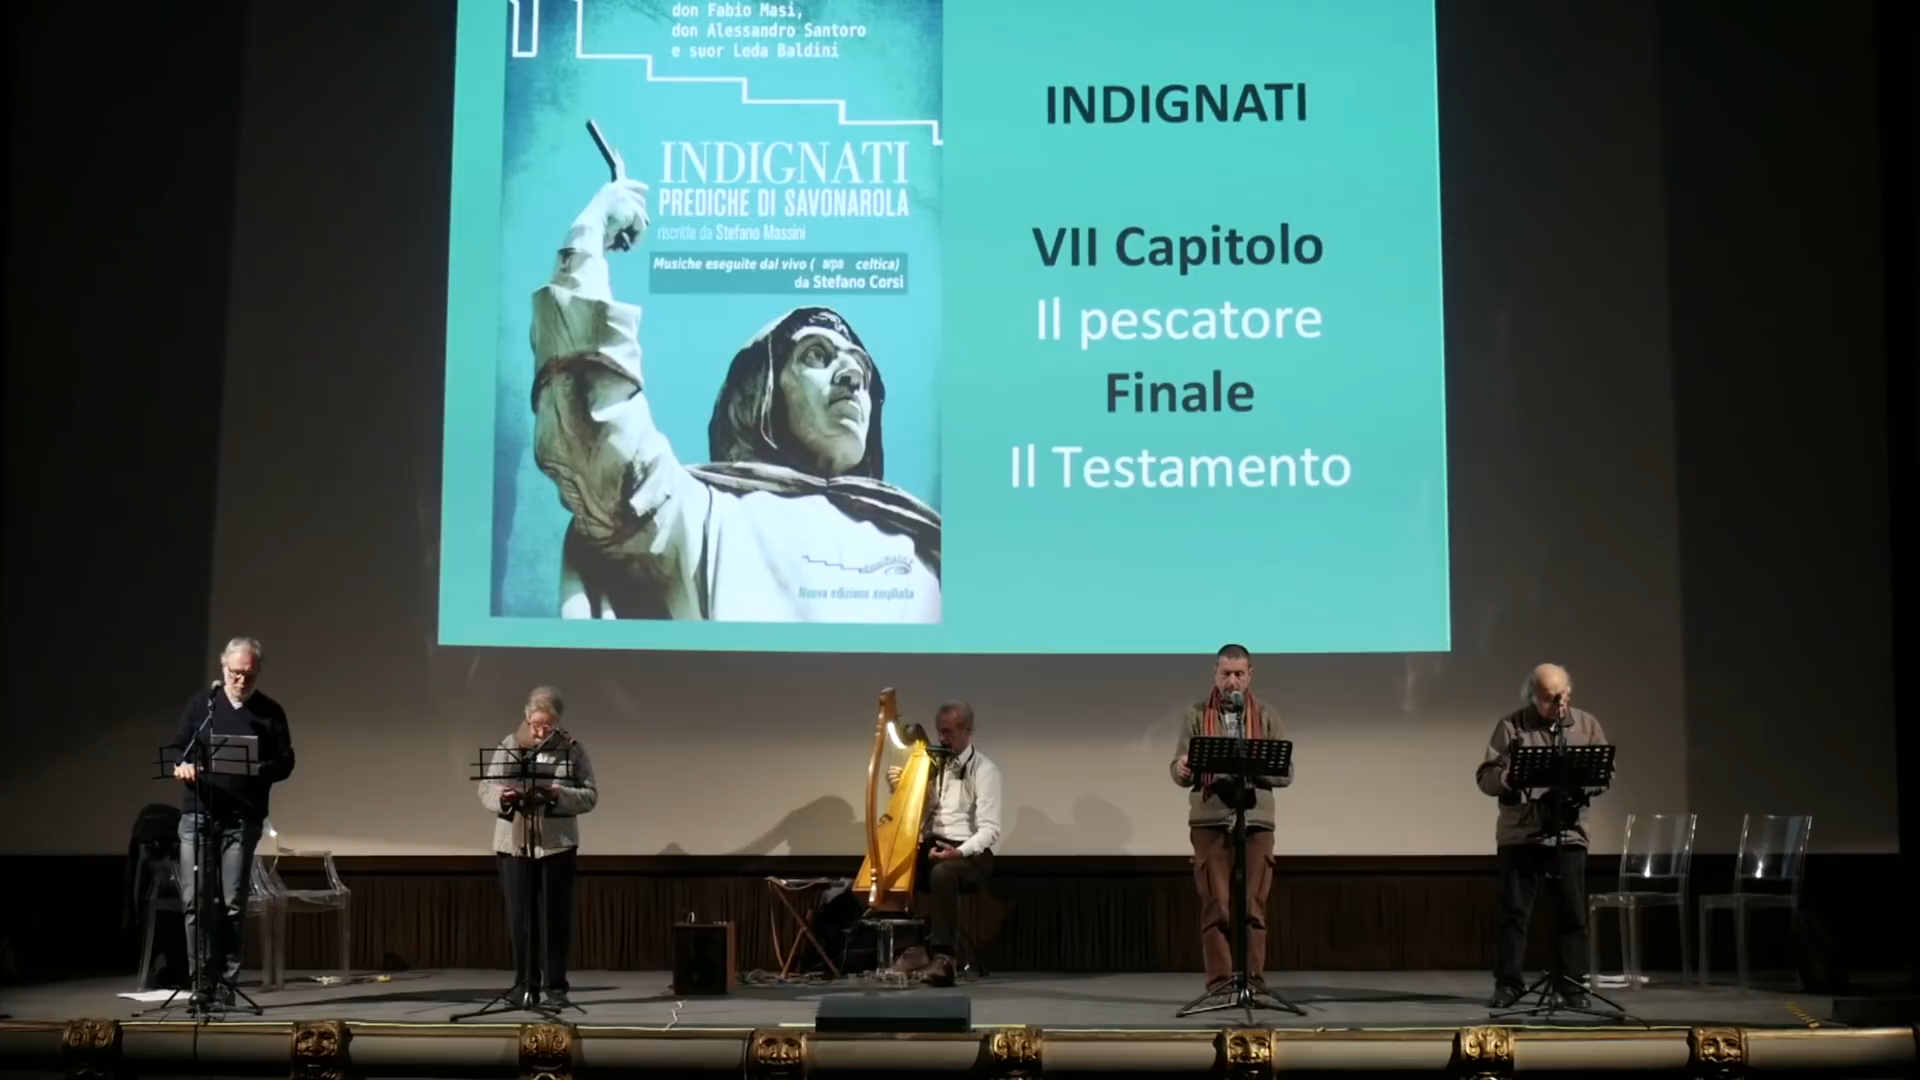 don Fabio Masi,
don Alessandro Santoro
e suor Leda Baldini
INDIGNATI
PREDICHE DI SAVONAROLA
riscritte da Stefano Massini
Musiche eseguite dal vivo ( arpa celtica)
da Stefano Corsi
Nuova edizione ampliata
INDIGNATI
VII Capitolo
Il pescatore
Finale
Il Testamento